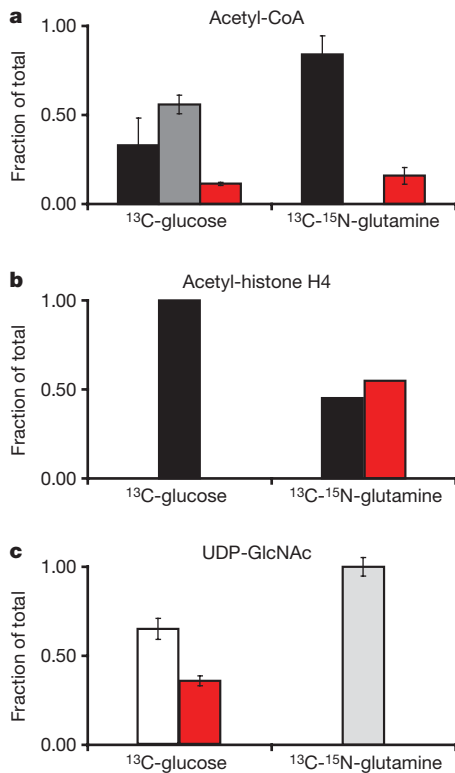 a
Acetyl-CoA
Fraction of total
1.00
0.50
0.00
¹³C-glucose ¹³C-¹⁵N-glutamine
b
Acetyl-histone H4
Fraction of total
1.00
0.50
0.00
¹³C-glucose ¹³C-¹⁵N-glutamine
c
UDP-GlcNAc
Fraction of total
1.00
0.50
0.00
¹³C-glucose ¹³C-¹⁵N-glutamine